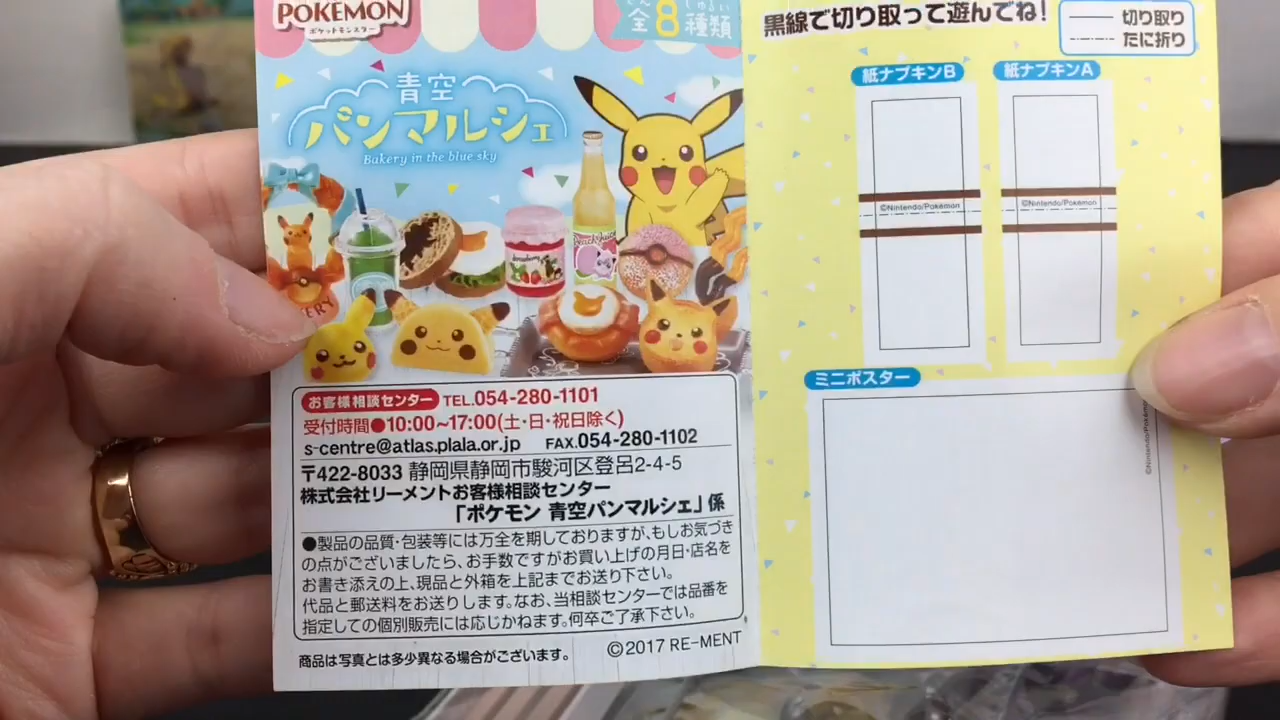 POKÉMON
ポケットモンスター
全8種類
しゅるい
青空
パンマルシェ
Bakery in the blue sky
Peach Juice
strawberry
お客様相談センター TEL.054-280-1101
受付時間●10:00~17:00(土・日・祝日除く)
s-centre@atlas.plala.or.jp FAX.054-280-1102
〒422-8033 静岡県静岡市駿河区登呂2-4-5
株式会社リーメントお客様相談センター
「ポケモン 青空パンマルシェ」係
●製品の品質・包装等には万全を期しておりますが、もしお気づき
の点がございましたら、お手数ですがお買い上げの月日・店名を
お書き添えの上、現品と外箱を上記までお送り下さい。
代品と郵送料をお送りします。なお、当相談センターでは品番を
指定しての個別販売には応じかねます。何卒ご了承下さい。
商品は写真とは多少異なる場合がございます。
©2017 RE-MENT
黒線で切り取って遊んでね!
切り取り
たに折り
紙ナプキンB
紙ナプキンA
©Nintendo/Pokémon
©Nintendo/Pokémon
ミニポスター
©Nintendo/Pokémon